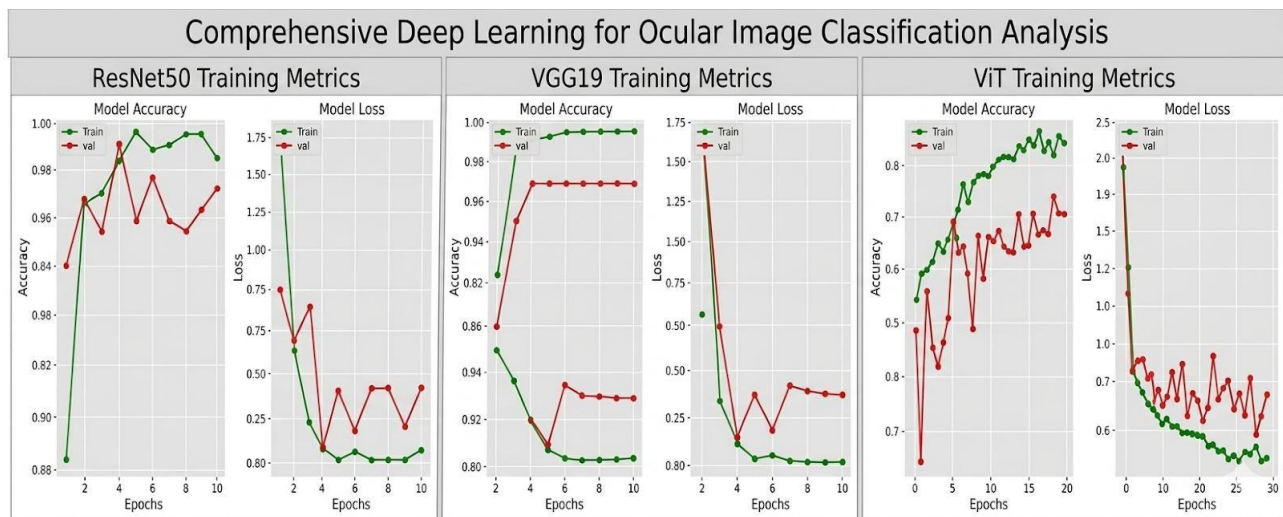 Comprehensive Deep Learning for Ocular Image Classification Analysis
ResNet50 Training Metrics
Model Accuracy
Train
val
1.00
0.98
0.96
0.84
0.98
0.82
0.90
0.88
Accuracy
2 4 6 8 10
Epochs
Model Loss
Train
val
1.75
1.50
1.25
1.00
0.75
0.75
0.50
0.25
0.80
Loss
2 4 6 8 10
Epochs
VGG19 Training Metrics
Model Accuracy
Train
val
1.00
0.98
0.96
0.94
0.82
0.86
0.94
0.92
0.80
Accuracy
2 4 6 8 10
Epochs
Model Loss
Train
val
1.75
1.50
1.25
1.50
0.75
0.50
0.50
0.25
0.80
Loss
2 4 6 8 10
Epochs
ViT Training Metrics
Model Accuracy
Train
val
0.8
0.7
0.6
0.5
0.8
0.7
Accuracy
0 5 10 15 20
Epochs
Model Loss
Train
val
2.5
2.0
1.9
1.5
1.2
1.0
1.0
0.7
0.6
Loss
0 5 10 20 25 30
Epochs